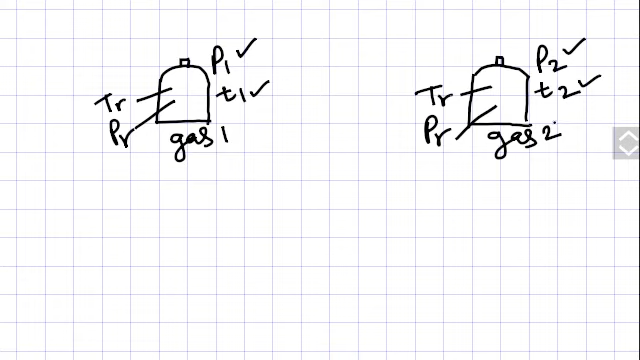 P1 ✓
Tr t1 ✓
Pr gas 1
P2 ✓
Tr t2 ✓
Pr gas 2